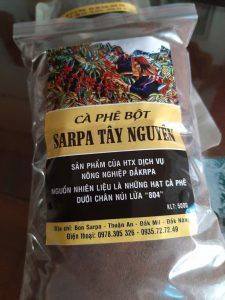 CÀ PHÊ BỘT
SARPA TÂY NGUYÊN
SẢN PHẨM CỦA HTX DỊCH VỤ
NÔNG NGHIỆP ĐĂKRPA
NGUỒN NHIÊN LIỆU LÀ NHỮNG HẠT CÀ PHÊ
DƯỚI CHÂN NÚI LỬA "804"
KLT: 500G
Địa chỉ: Bon Sarpa - Thuận An - Đắk Mil - Đắk Nông
Điện thoại: 0978.305 326 - 0935.72.72.49